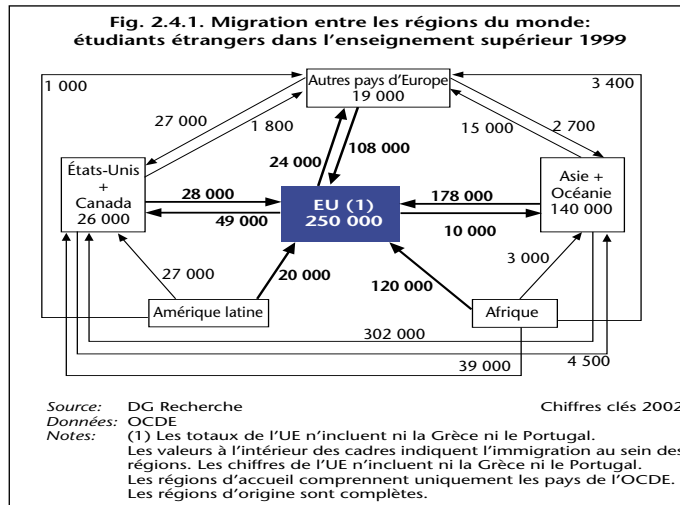 Fig. 2.4.1. Migration entre les régions du monde:
étudiants étrangers dans l'enseignement supérieur 1999
1 000
Autres pays d'Europe
19 000
3 400
27 000
1 800
15 000
2 700
24 000
108 000
États-Unis
+
Canada
26 000
28 000
49 000
EU (1)
250 000
178 000
10 000
Asie +
Océanie
140 000
27 000
20 000
120 000
3 000
Amérique latine
Afrique
302 000
39 000
4 500
Source: DG Recherche Chiffres clés 2002
Données: OCDE
Notes: (1) Les totaux de l'UE n'incluent ni la Grèce ni le Portugal.
Les valeurs à l'intérieur des cadres indiquent l'immigration au sein des
régions. Les chiffres de l'UE n'incluent ni la Grèce ni le Portugal.
Les régions d'accueil comprennent uniquement les pays de l'OCDE.
Les régions d'origine sont complètes.